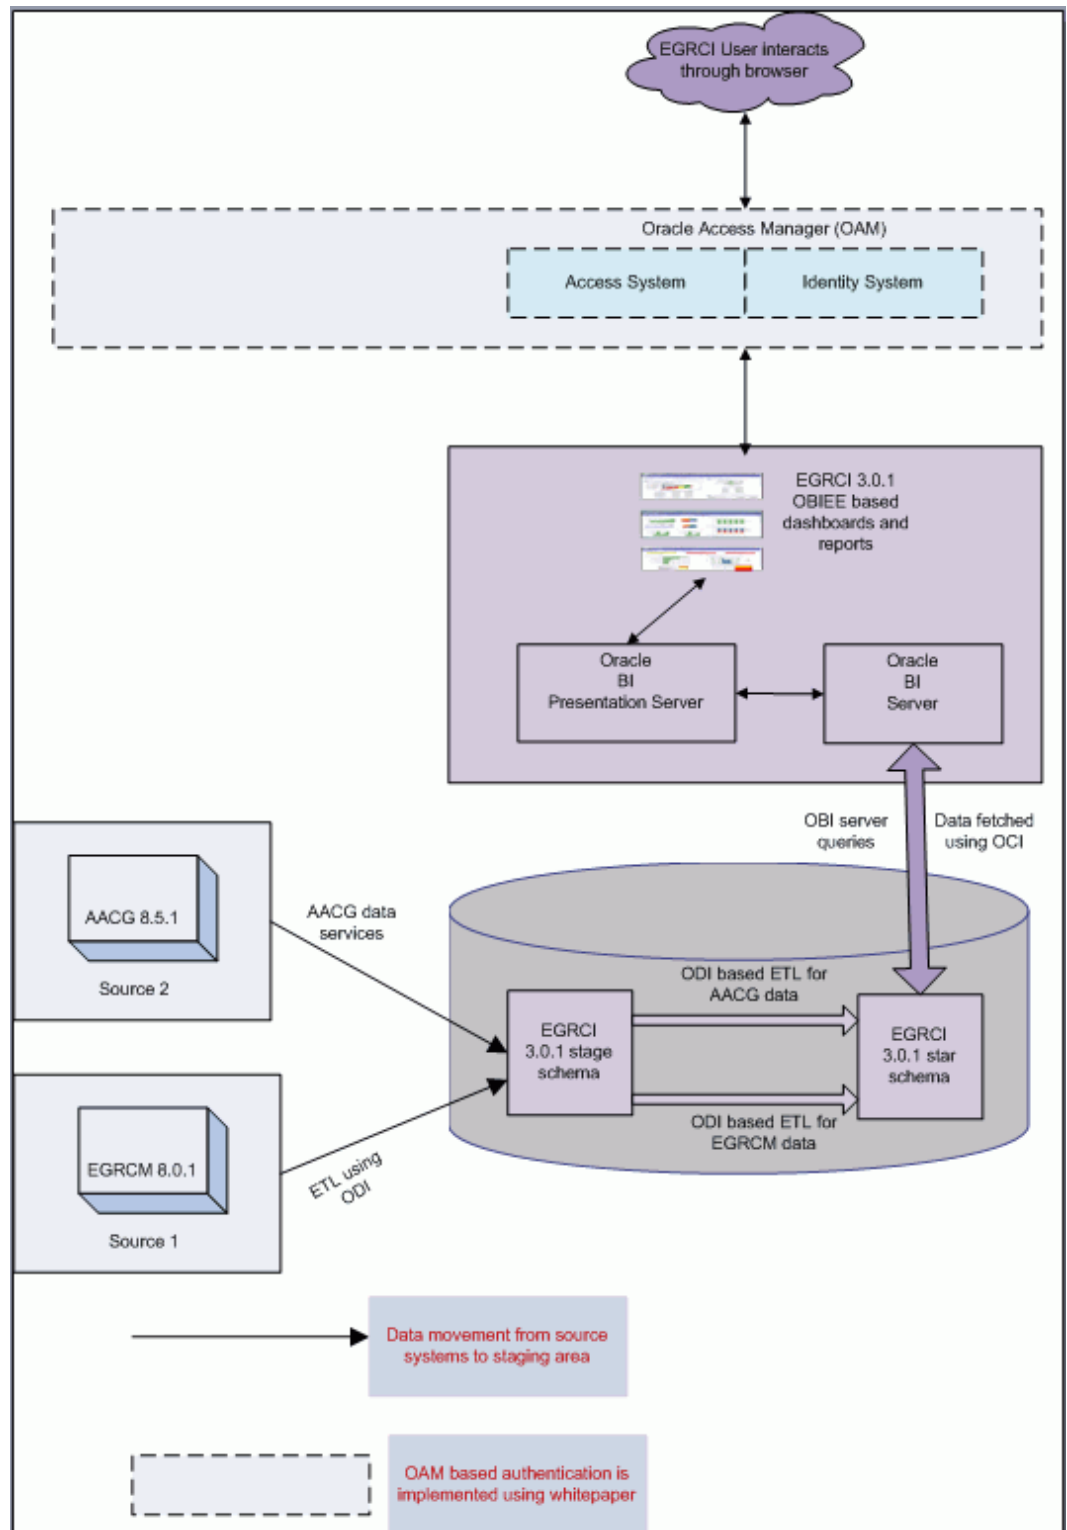 EGRCI User interacts
through browser
Oracle Access Manager (OAM)
Access System
Identity System
EGRCI 3.0.1
OBIEE based
dashboards and
reports
Oracle
BI
Presentation Server
Oracle
BI
Server
OBI server
queries
Data fetched
using OCI
AACG 8.5.1
Source 2
AACG data
services
ODI based ETL for
AACG data
EGRCI
3.0.1 stage
schema
EGRCI
3.0.1 star
schema
ODI based ETL for
EGRCM data
EGRCM 8.0.1
Source 1
ETL using
ODI
Data movement from source
systems to staging area
OAM based authentication is
implemented using whitepaper